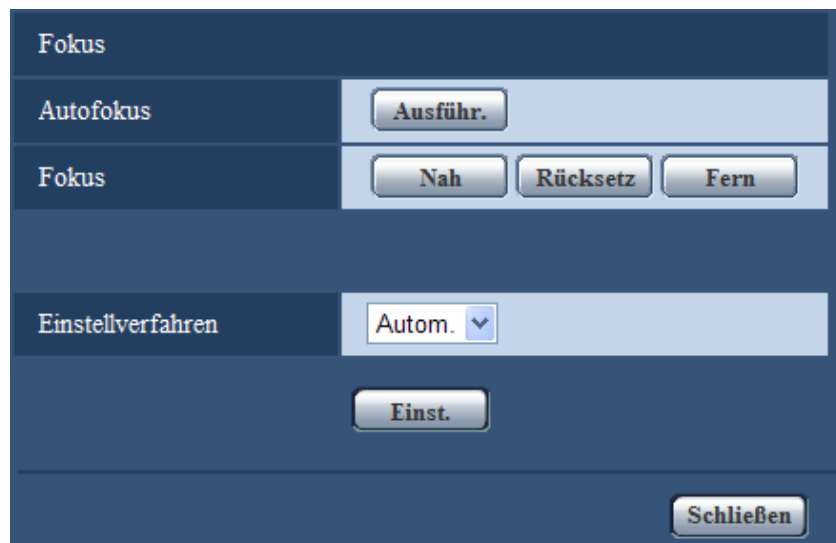 Fokus
Autofokus Ausführ.
Fokus Nah Rücksetz Fern
Einstellverfahren Autom.
Einst.
Schließen